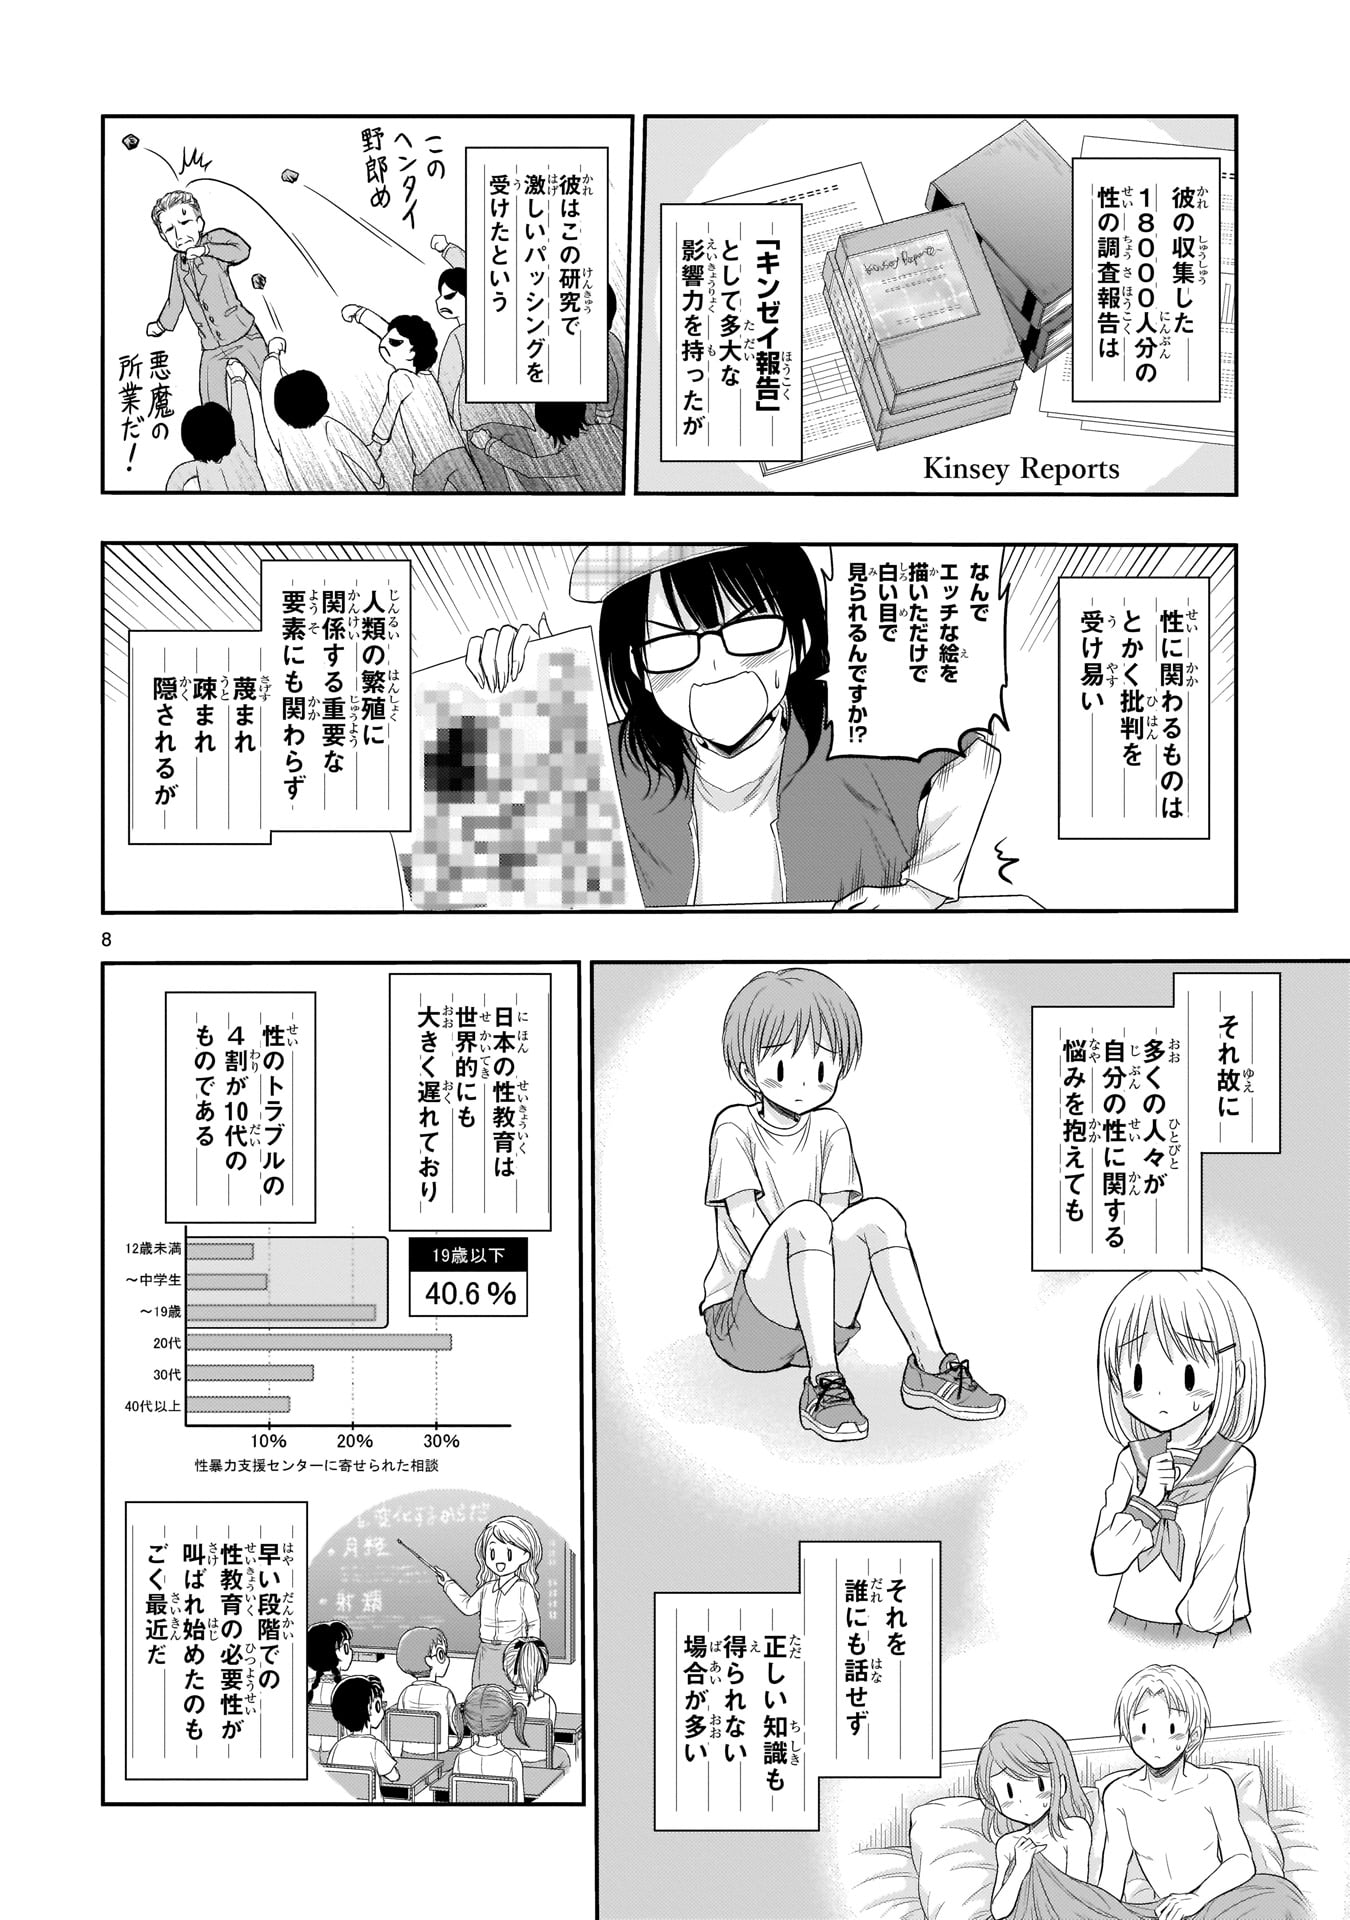 彼の収集した
18000人分の
性の調査報告は
「キンゼイ報告」
として多大な
影響力を持ったが
Kinsey Reports
Kinsey Reports
彼はこの研究で
激しいバッシングを
受けたという
この
ヘンタイ
野郎め
悪魔の
所業だ!
性に関わるものは
とかく批判を
受け易い
なんで
エッチな絵を
描いただけで
白い目で
見られるんですか!?
人類の繁殖に
関係する重要な
要素にも関わらず
蔑まれ
疎まれ
隠されるが
8
それ故に
多くの人々が
自分の性に関する
悩みを抱えても
それを
誰にも話せず
正しい知識も
得られない
場合が多い
日本の性教育は
世界的にも
大きく遅れており
性のトラブルの
4割が10代の
ものである
12歳未満
～中学生
～19歳
20代
30代
40代以上
10%
20%
30%
19歳以下
40.6%
性暴力支援センターに寄せられた相談
変化するからだ
・月経
・射精
早い段階での
性教育の必要性が
叫ばれ始めたのも
ごく最近だ